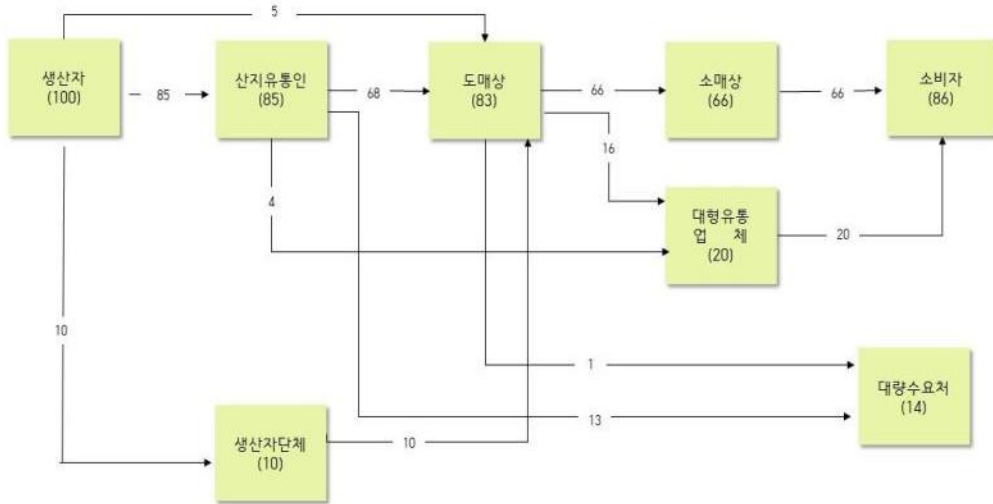 5
생산자
(100)
85
산지유통인
(85)
68
도매상
(83)
66
소매상
(66)
66
소비자
(86)
16
4
대형유통
업 체
(20)
20
10
1
대량수요처
(14)
13
생산자단체
(10)
10